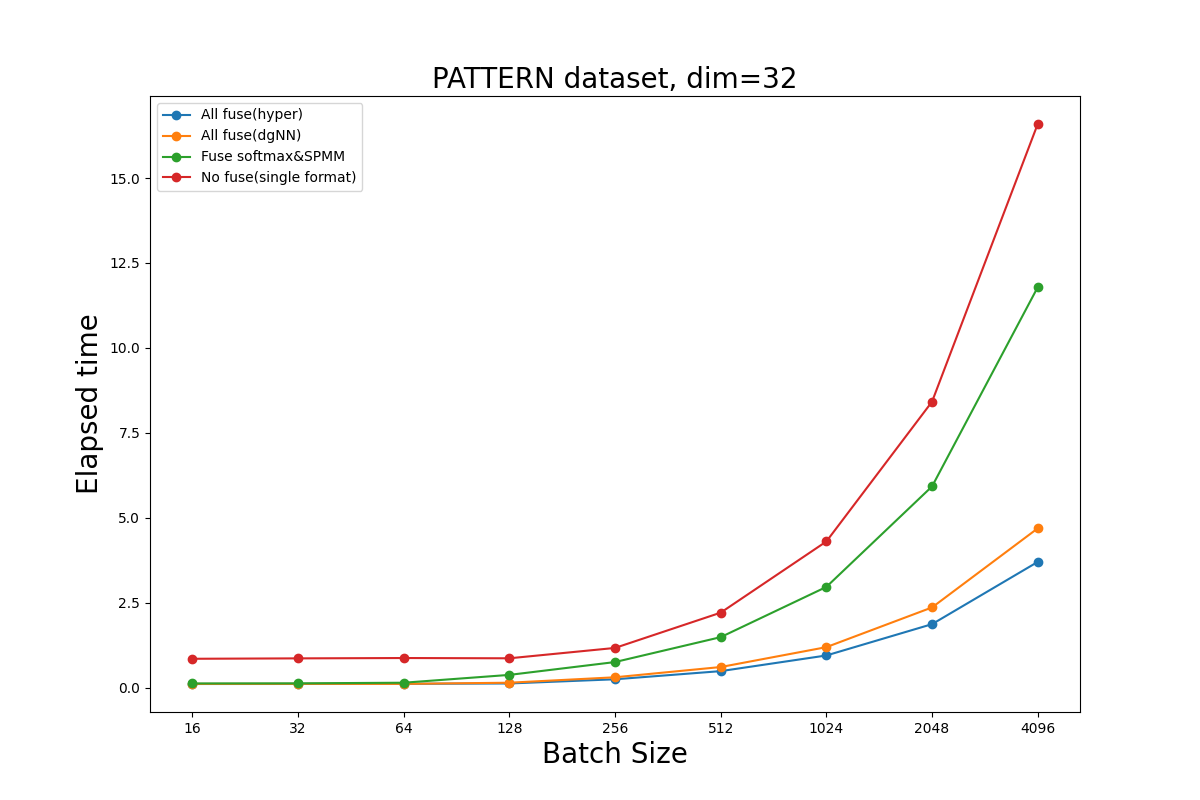 PATTERN dataset, dim=32
All fuse(hyper)
All fuse(dgNN)
Fuse softmax&SPMM
No fuse(single format)
15.0
12.5
10.0
7.5
5.0
2.5
0.0
Elapsed time
16 32 64 128 256 512 1024 2048 4096
Batch Size